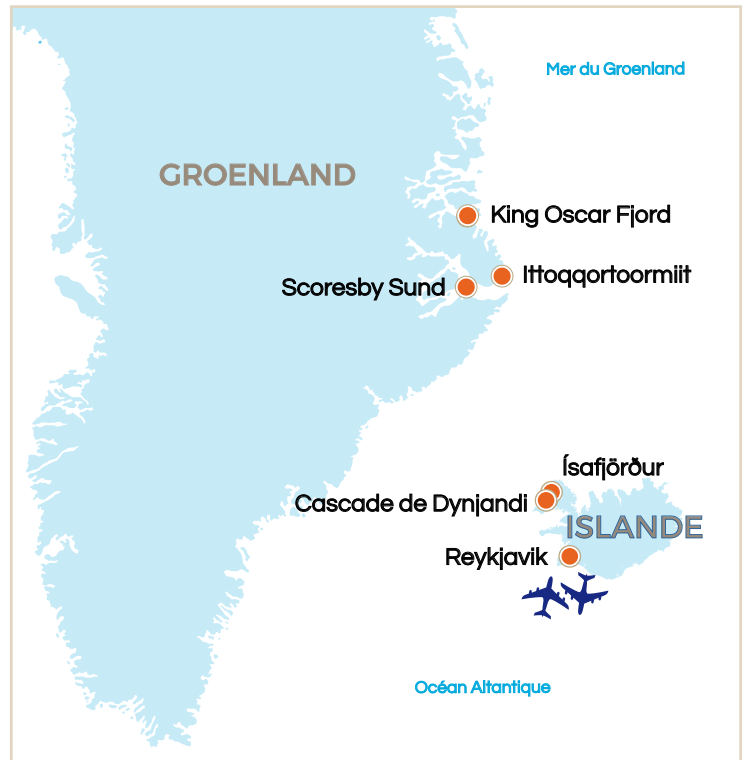 Mer du Groenland
GROENLAND
King Oscar Fjord
Ittoqqortoormiit
Scoresby Sund
Ísafjörður
Cascade de Dynjandi
ISLANDE
Reykjavik
Océan Altantique